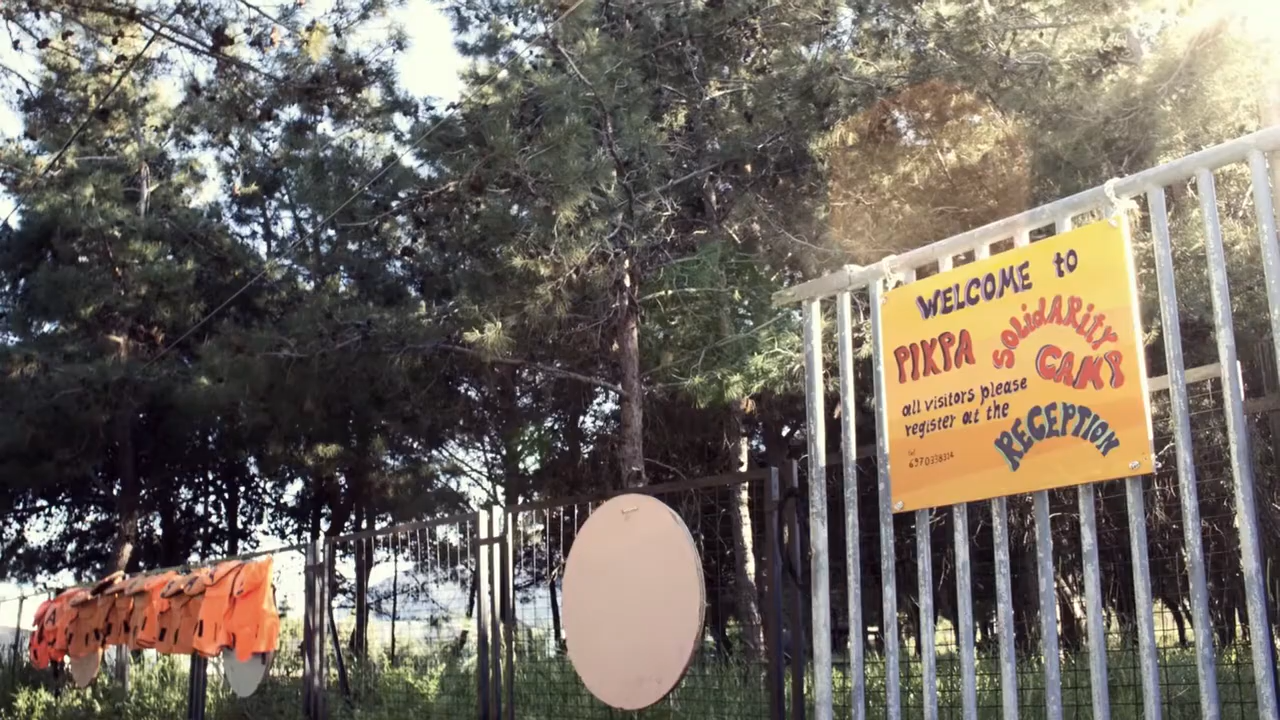 WELCOME to
PIKPA SOLidARity
CAMP
all visitors please
register at the
RECEPTION